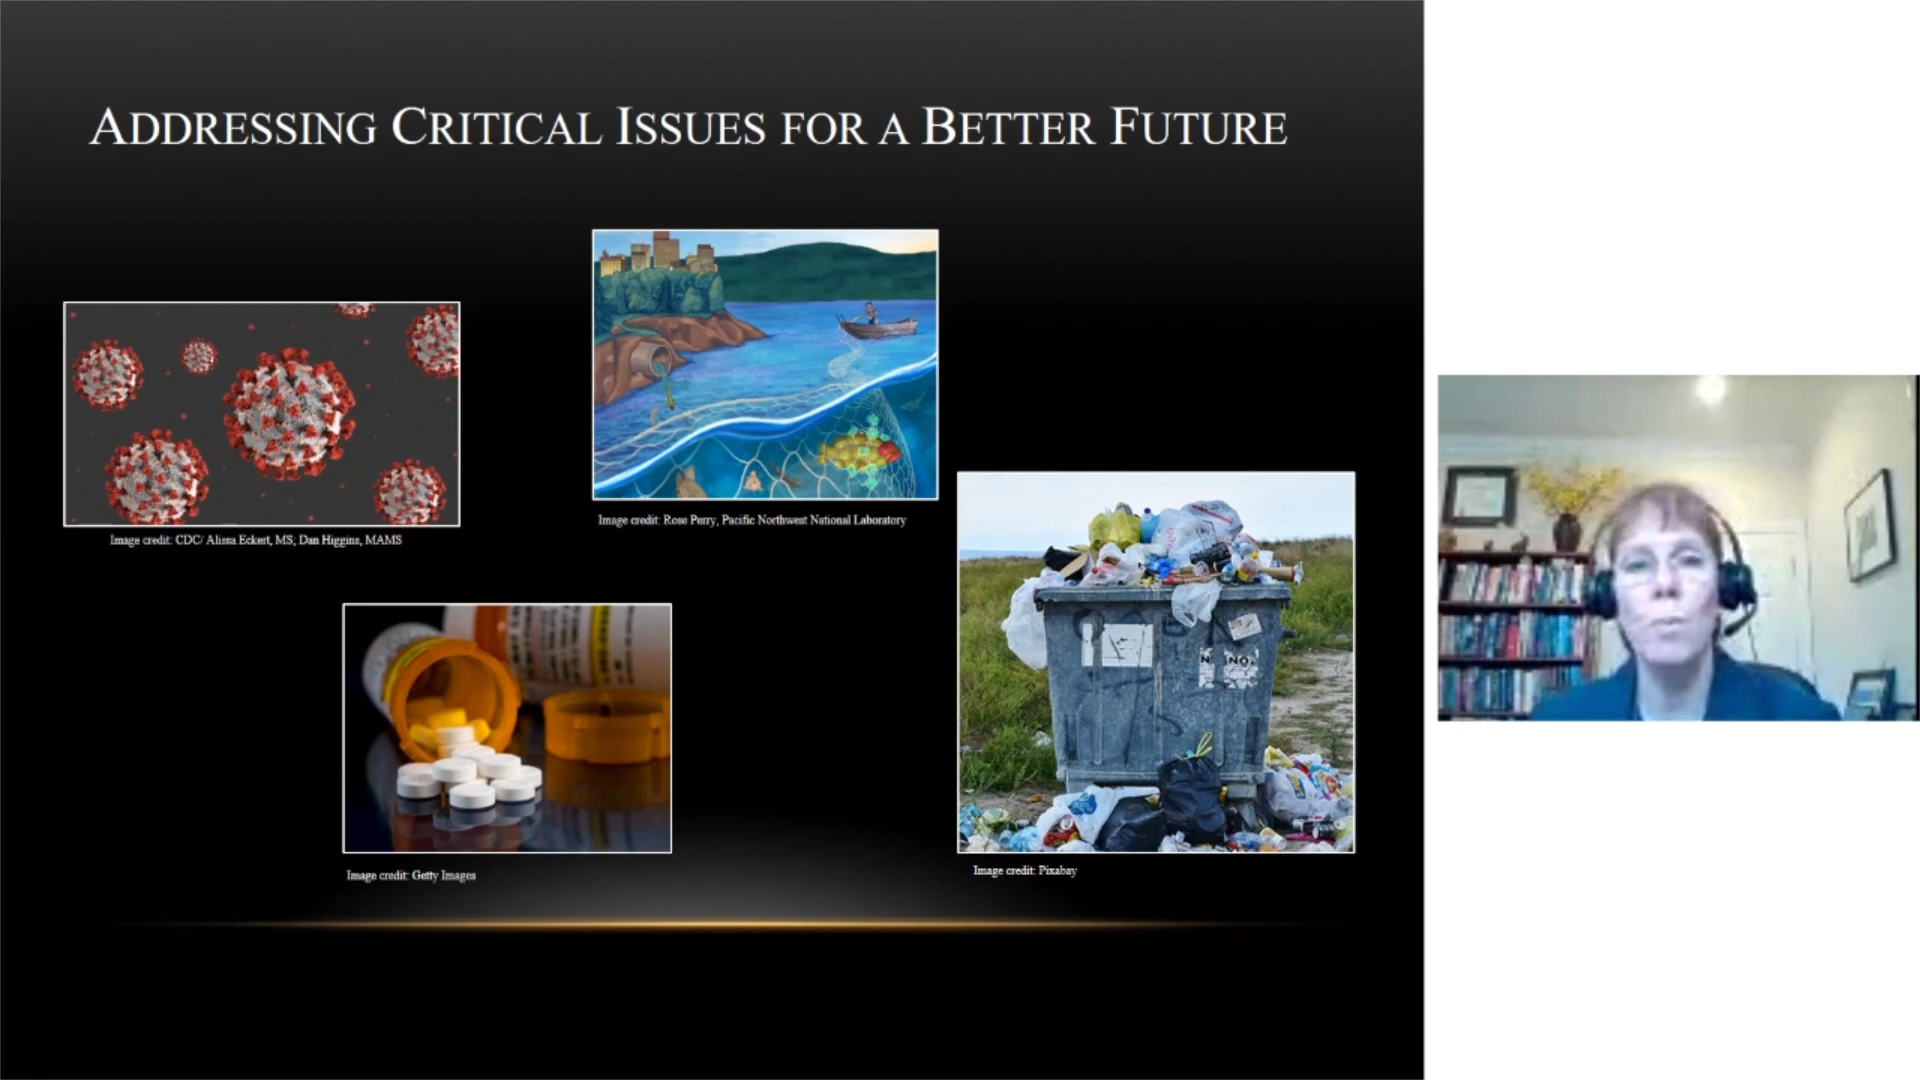 ADDRESSING CRITICAL ISSUES FOR A BETTER FUTURE
Image credit: CDC/ Alissa Eckert, MS; Dan Higgins, MAMS
Image credit: Rose Perry, Pacific Northwest National Laboratory
Image credit: Getty Images
Image credit: Pixabay